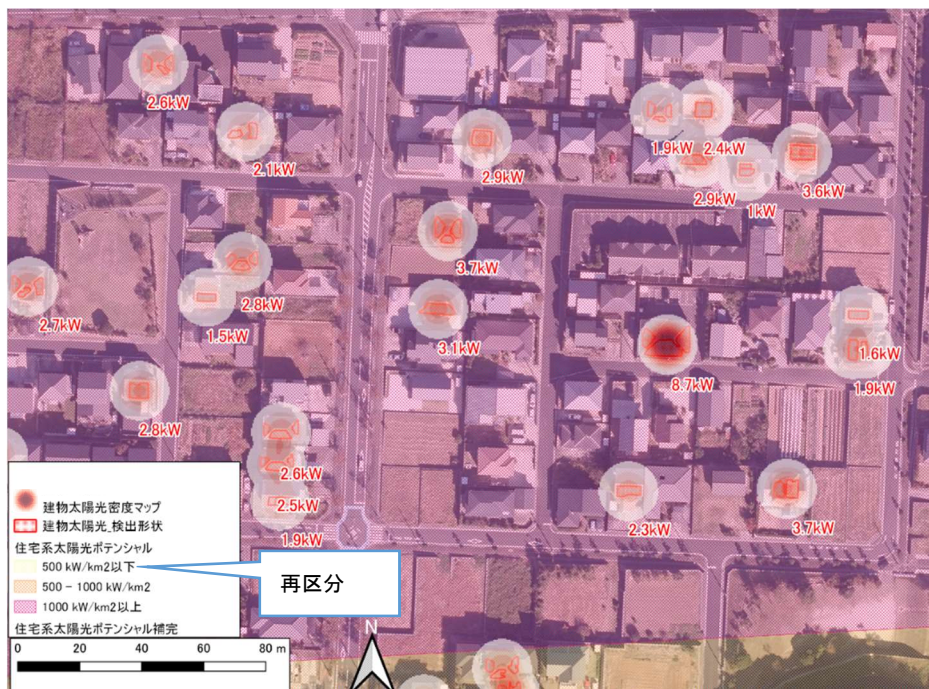 2.6kW
2.1kW
2.9kW
1.9kW
2.4kW
2.9kW
1kW
3.6kW
3.7kW
2.8kW
1.5kW
2.7kW
3.1kW
8.7kW
1.6kW
1.9kW
2.8kW
2.6kW
2.5kW
1.9kW
2.3kW
3.7kW
建物太陽光密度マップ
建物太陽光_検出形状
住宅系太陽光ポテンシャル
500 kW/km2以下
500 – 1000 kW/km2
1000 kW/km2以上
住宅系太陽光ポテンシャル補完
再区分
0 20 40 60 80 m
N